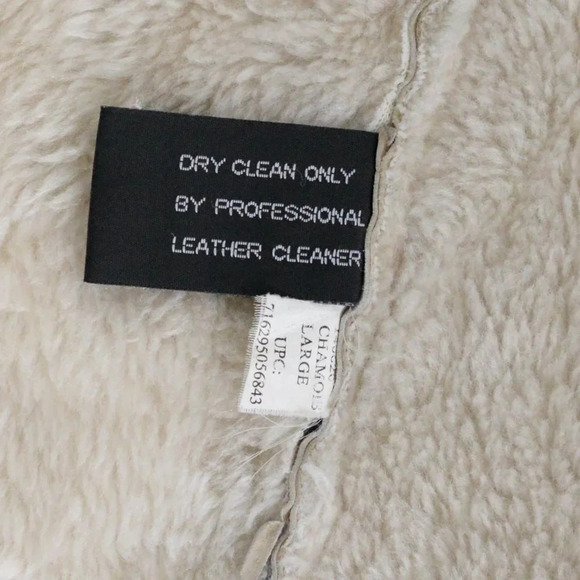 DRY CLEAN ONLY
BY PROFESSIONAL
LEATHER CLEANER
CHAMOIS
LARGE
UPC:
716295056843